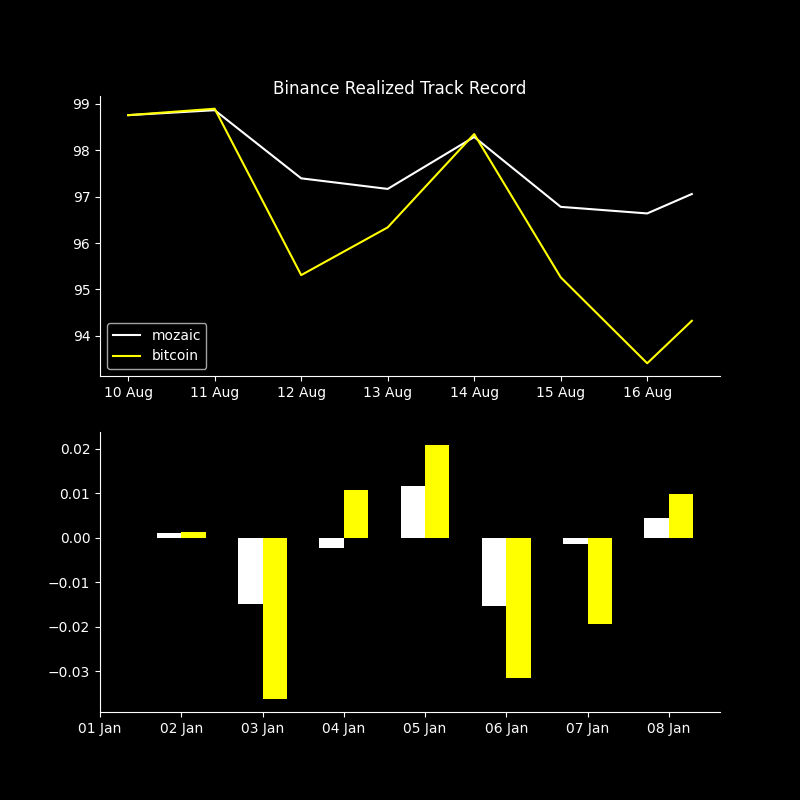 Binance Realized Track Record
99
98
97
96
95
94
mozaic
bitcoin
10 Aug 11 Aug 12 Aug 13 Aug 14 Aug 15 Aug 16 Aug
0.02
0.01
0.00
−0.01
−0.02
−0.03
01 Jan 02 Jan 03 Jan 04 Jan 05 Jan 06 Jan 07 Jan 08 Jan